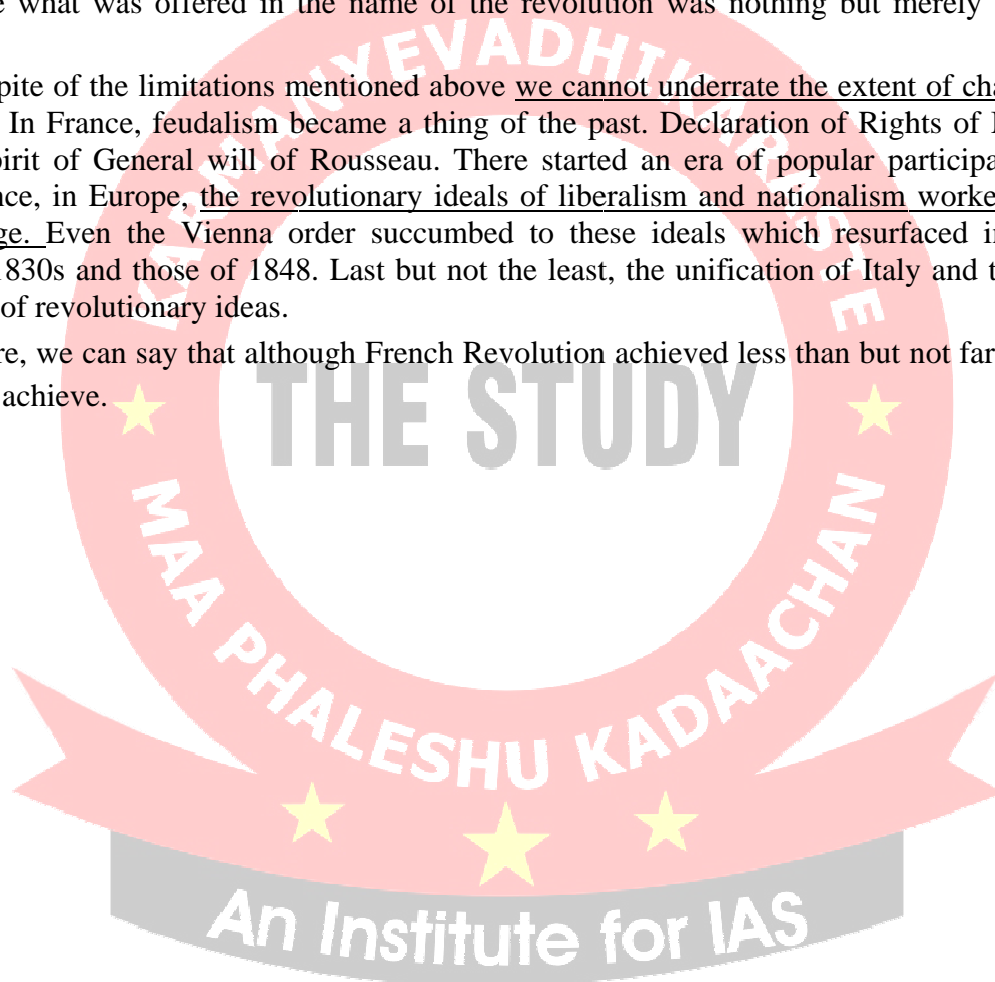 what was offered in the name of the revolution was nothing but merely
pite of the limitations mentioned above we cannot underrate the extent of cha
In France, feudalism became a thing of the past. Declaration of Rights of
pirit of General will of Rousseau. There started an era of popular participa
nce, in Europe, the revolutionary ideals of liberalism and nationalism worke
ge. Even the Vienna order succumbed to these ideals which resurfaced in
1830s and those of 1848. Last but not the least, the unification of Italy and t
of revolutionary ideas.
re, we can say that although French Revolution achieved less than but not far
achieve.
KARMANYEVADHIKARASTE
THE STUDY
MAA PHALESHU KADAACHAN
An Institute for IAS